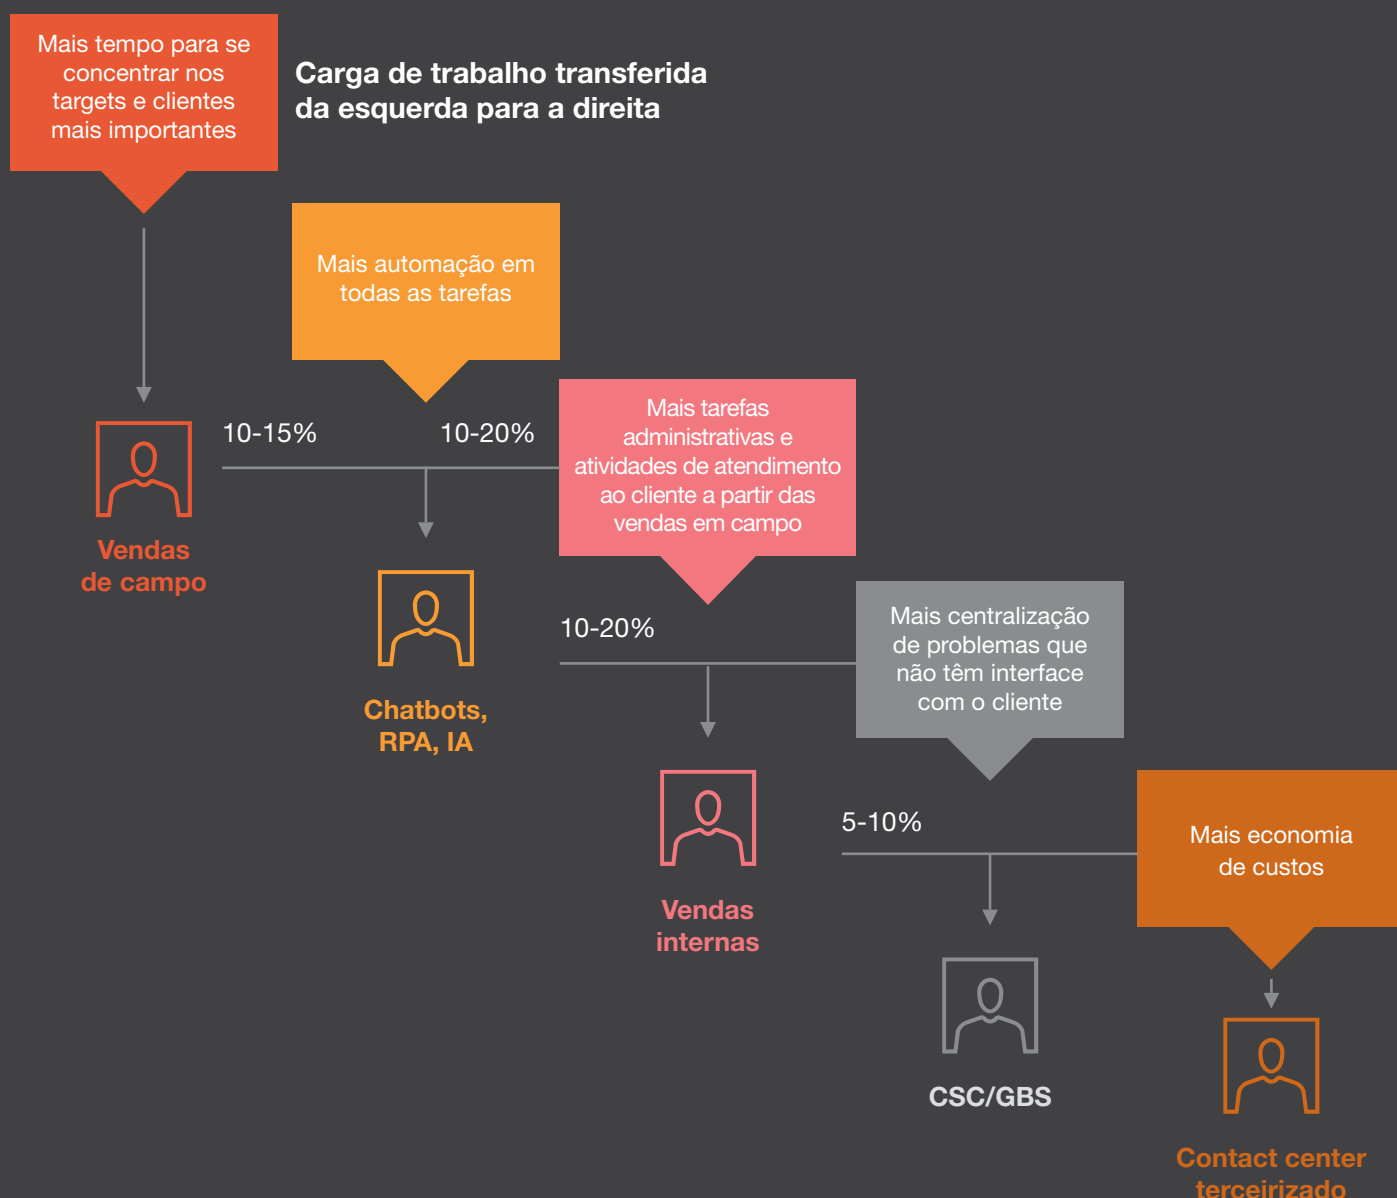 Mais tempo para se
concentrar nos
targets e clientes
mais importantes
Carga de trabalho transferida
da esquerda para a direita
Mais automação em
todas as tarefas
10-15%
10-20%
Mais tarefas
administrativas e
atividades de atendimento
ao cliente a partir das
vendas em campo
Vendas
de campo
10-20%
Mais centralização
de problemas que
não têm interface
com o cliente
Chatbots,
RPA, IA
5-10%
Mais economia
de custos
Vendas
internas
CSC/GBS
Contact center
terceirizado